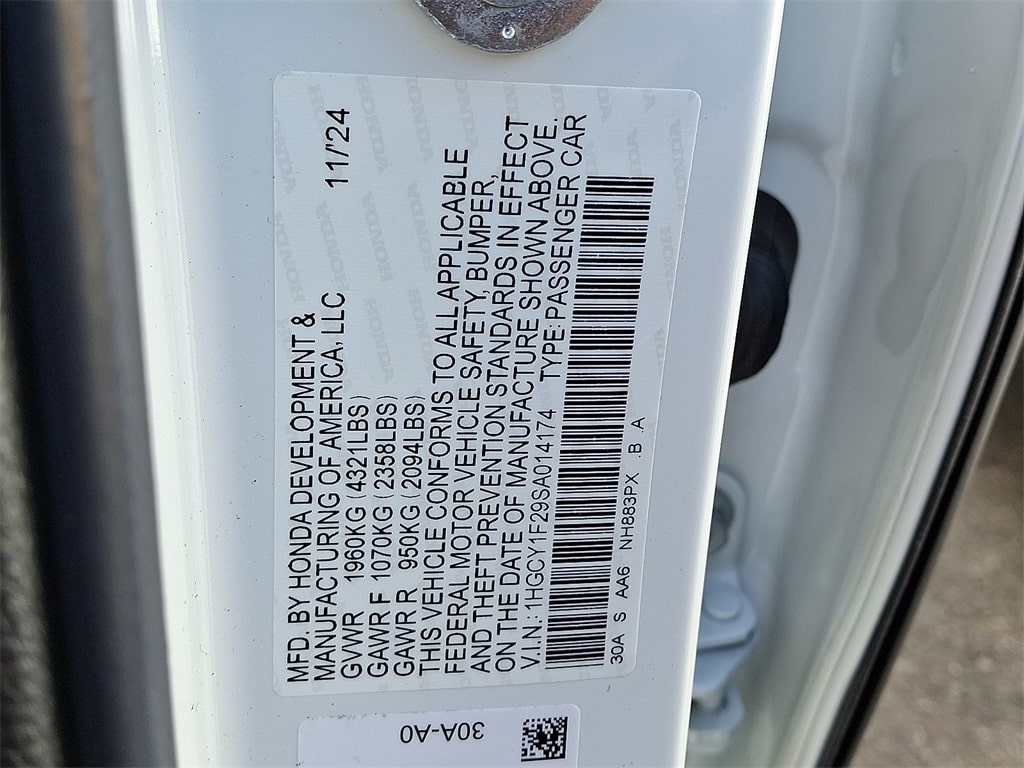 MFD. BY HONDA DEVELOPMENT &
MANUFACTURING OF AMERICA, LLC 11/'24
GVWR 1960KG (4321LBS)
GAWR F 1070KG (2358LBS)
GAWR R 950KG (2094LBS)
THIS VEHICLE CONFORMS TO ALL APPLICABLE
FEDERAL MOTOR VEHICLE SAFETY, BUMPER,
AND THEFT PREVENTION STANDARDS IN EFFECT
ON THE DATE OF MANUFACTURE SHOWN ABOVE.
V.I.N.: 1HGCY1F29SA014174 TYPE: PASSENGER CAR
30A S AA6 NH883PX .B A
30A-A0
HONDA